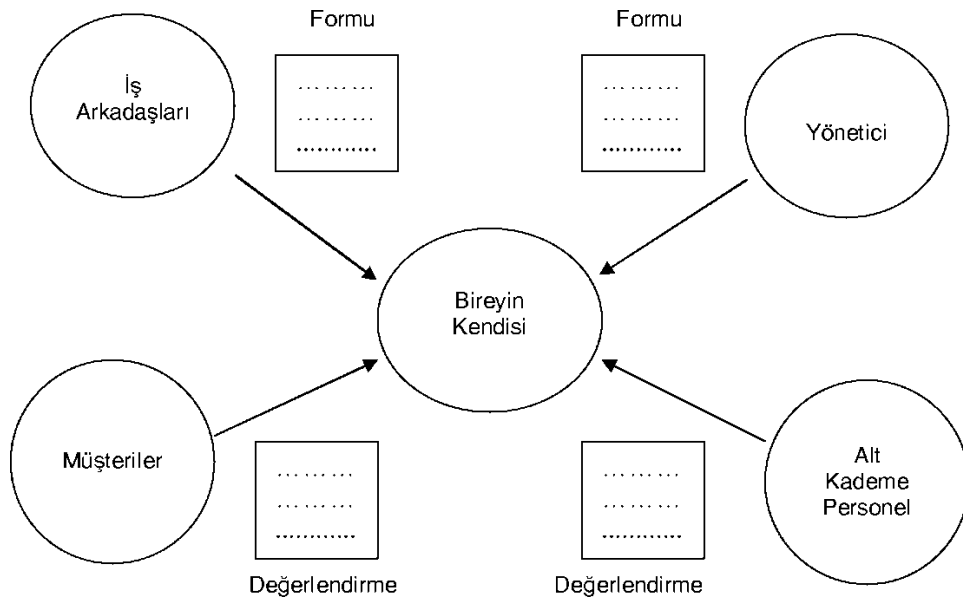 Formu
Formu
İş
Arkadaşları
Yönetici
Bireyin
Kendisi
Müşteriler
Alt
Kademe
Personel
Değerlendirme
Değerlendirme